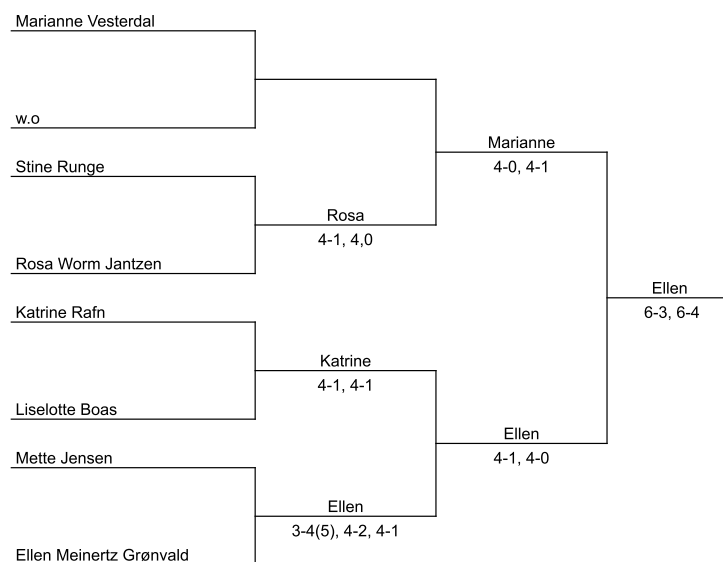 Marianne Vesterdal
w.o
Marianne
4-0, 4-1
Stine Runge
Rosa
4-1, 4,0
Rosa Worm Jantzen
Ellen
6-3, 6-4
Katrine Rafn
Katrine
4-1, 4-1
Liselotte Boas
Ellen
4-1, 4-0
Mette Jensen
Ellen
3-4(5), 4-2, 4-1
Ellen Meinertz Grønvald